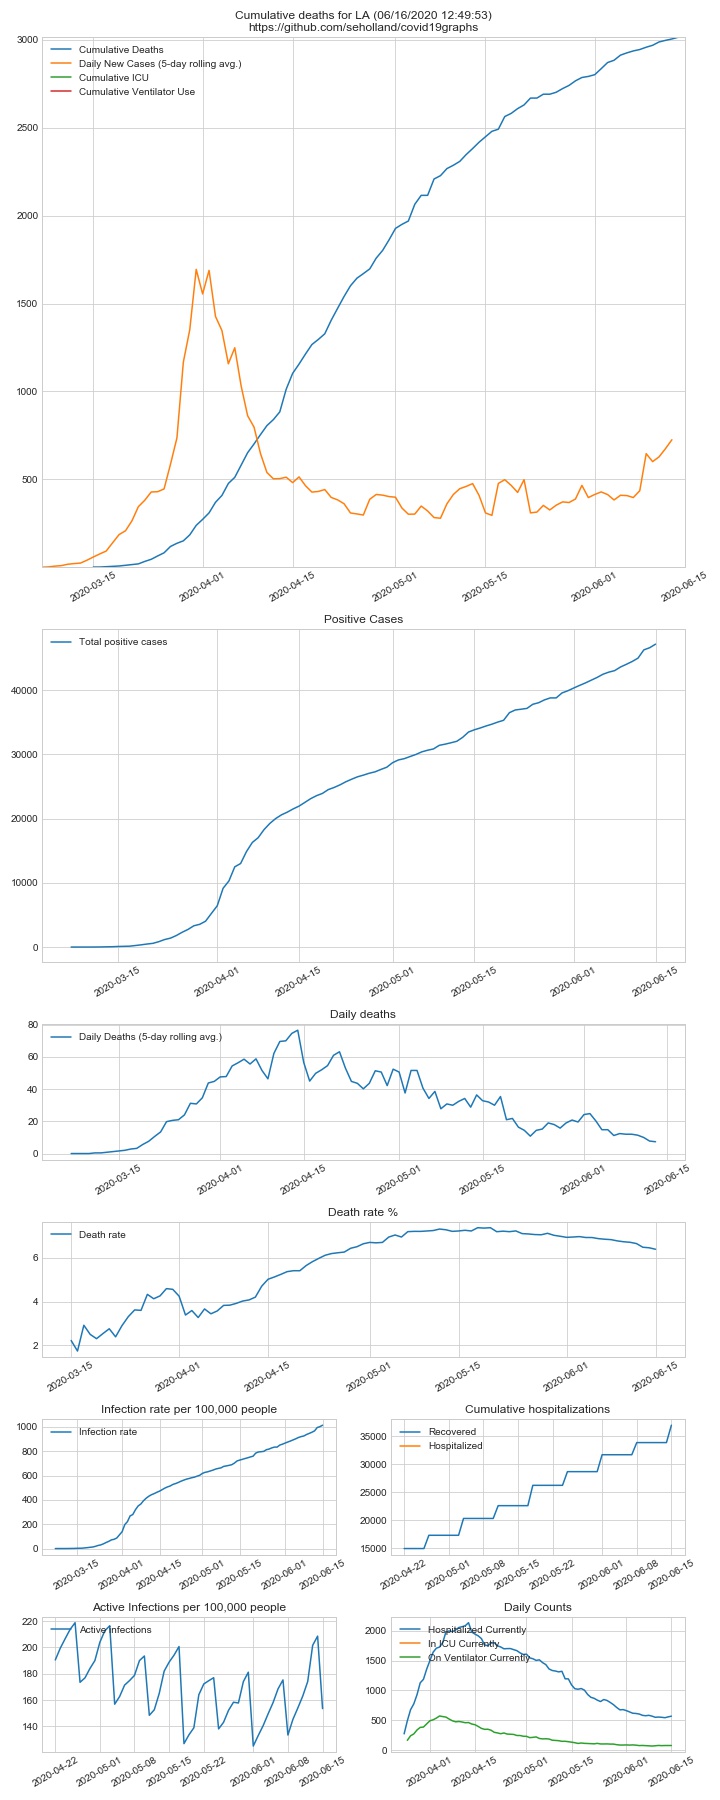 Cumulative deaths for LA (06/16/2020 12:49:53)
https://github.com/seholland/covid19graphs
Cumulative Deaths
Daily New Cases (5-day rolling avg.)
Cumulative ICU
Cumulative Ventilator Use
3000
2500
2000
1500
1000
500
2020-03-15 2020-04-01 2020-04-15 2020-05-01 2020-05-15 2020-06-01 2020-06-15
Positive Cases
Total positive cases
40000
30000
20000
10000
0
2020-03-15 2020-04-01 2020-04-15 2020-05-01 2020-05-15 2020-06-01 2020-06-15
Daily deaths
Daily Deaths (5-day rolling avg.)
80
60
40
20
0
2020-03-15 2020-04-01 2020-04-15 2020-05-01 2020-05-15 2020-06-01 2020-06-15
Death rate %
Death rate
6
4
2
2020-03-15 2020-04-01 2020-04-15 2020-05-01 2020-05-15 2020-06-01 2020-06-15
Infection rate per 100,000 people
Infection rate
1000
800
600
400
200
0
2020-03-15 2020-04-01 2020-04-15 2020-05-01 2020-05-15 2020-06-01 2020-06-15
Cumulative hospitalizations
Recovered
Hospitalized
35000
30000
25000
20000
15000
2020-04-22 2020-05-01 2020-05-08 2020-05-15 2020-05-22 2020-06-01 2020-06-08 2020-06-15
Active Infections per 100,000 people
Active Infections
220
200
180
160
140
2020-04-22 2020-05-01 2020-05-08 2020-05-15 2020-05-22 2020-06-01 2020-06-08 2020-06-15
Daily Counts
Hospitalized Currently
In ICU Currently
On Ventilator Currently
2000
1500
1000
500
0
2020-04-01 2020-04-15 2020-05-01 2020-05-15 2020-06-01 2020-06-15